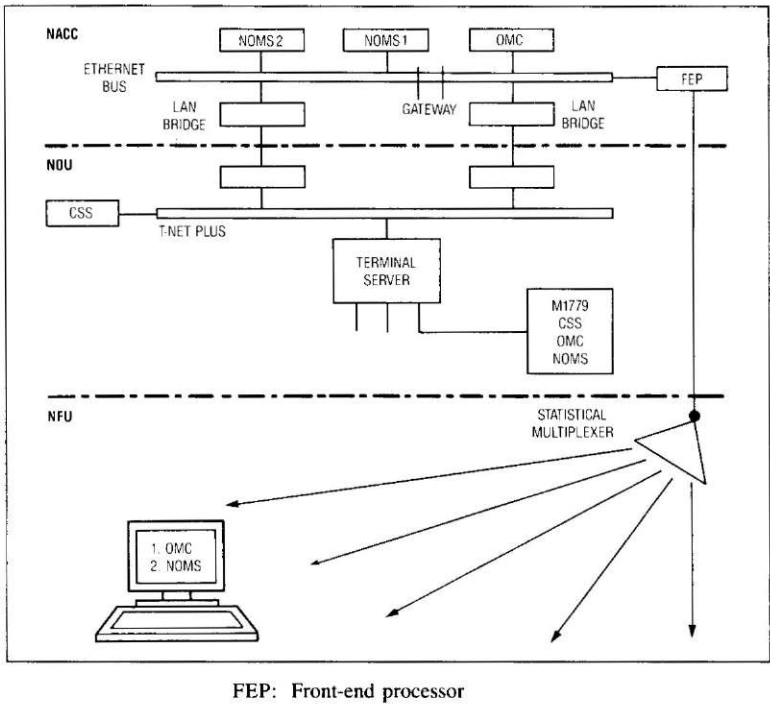 NACC
NOMS 2
NOMS 1
OMC
ETHERNET
BUS
FEP
LAN
BRIDGE
GATEWAY
LAN
BRIDGE
NOU
CSS
T-NET PLUS
TERMINAL
SERVER
M1779
CSS
OMC
NOMS
NFU
STATISTICAL
MULTIPLEXER
1. OMC
2. NOMS
FEP: Front-end processor